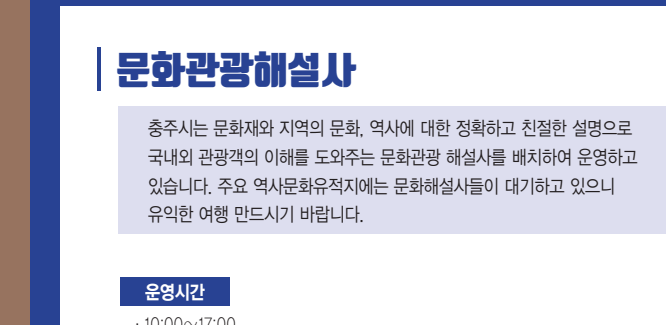 문화관광해설사
충주시는 문화재와 지역의 문화, 역사에 대한 정확하고 친절한 설명으로
국내외 관광객의 이해를 도와주는 문화관광 해설사를 배치하여 운영하고
있습니다. 주요 역사문화유적지에는 문화해설사들이 대기하고 있으니
유익한 여행 만드시기 바랍니다.
운영시간
· 10:00~17:00